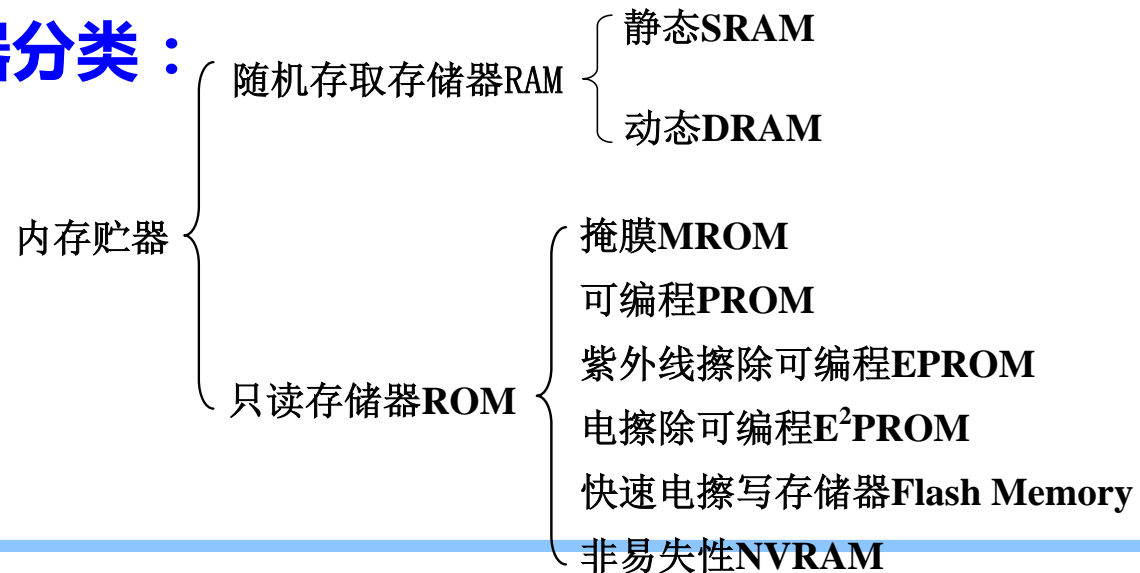 器分类：
内存贮器
随机存取存储器RAM
静态SRAM
动态DRAM
只读存储器ROM
掩膜MROM
可编程PROM
紫外线擦除可编程EPROM
电擦除可编程E²PROM
快速电擦写存储器Flash Memory
非易失性NVRAM